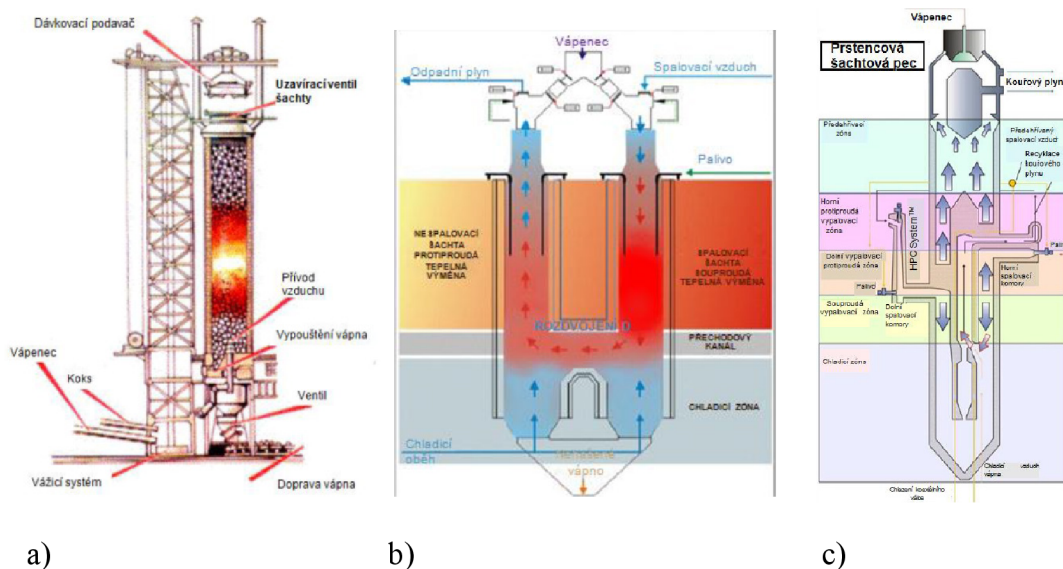 Dávkovací podavač
Uzavírací ventil
šachty
Přívod
vzduchu
Vypouštění vápna
Vápenec
Koks
Ventil
Vážicí systém
Doprava vápna
a)
Vápenec
Odpadní plyn
Spalovací vzduch
Palivo
NESPALOVACÍ
ŠACHTA
PROTIPROUDÁ
TEPELNÁ
VÝMĚNA
SPALOVACÍ
ŠACHTA
SOUPROUDÁ
TEPELNÁ VÝMĚNA
ROZDVOJENÍ
PŘECHODOVÝ
KANÁL
CHLADICÍ ZÓNA
Chladicí
oběh
Nehašené
vápno
b)
Vápenec
Prstencová
šachtová pec
Kouřový plyn
Předehřívací
zóna
Předehřívaný
spalovací vzduch
Recyklace
kouřového
plynu
Horní
protiproudá
vypalovací
zóna
HPC System™
Dolní vypalovací
protiproudá zóna
Horní
spalovací
komory
Palivo
Souproudá
vypalovací zóna
Dolní
spalovací
komory
Chladicí zóna
Chladicí vzduch
vápna
c)